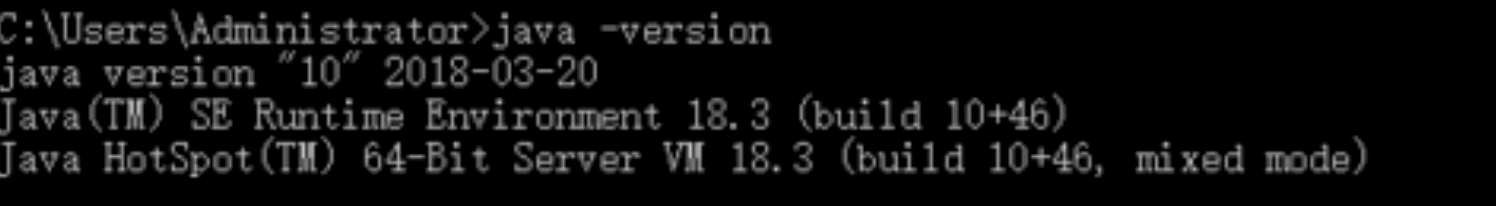 C:\Users\Administrator>java -version
java version "10" 2018-03-20
Java(TM) SE Runtime Environment 18.3 (build 10+46)
Java HotSpot(TM) 64-Bit Server VM 18.3 (build 10+46, mixed mode)